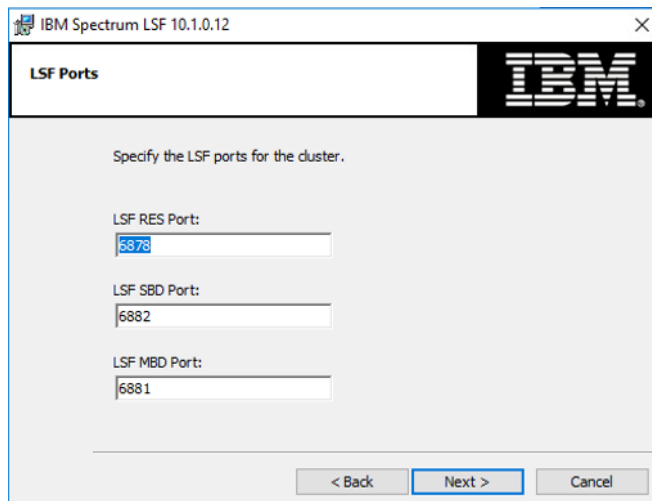 IBM Spectrum LSF 10.1.0.12
LSF Ports
IBM®
Specify the LSF ports for the cluster.
LSF RES Port:
6878
LSF SBD Port:
6882
LSF MBD Port:
6881
< Back Next > Cancel